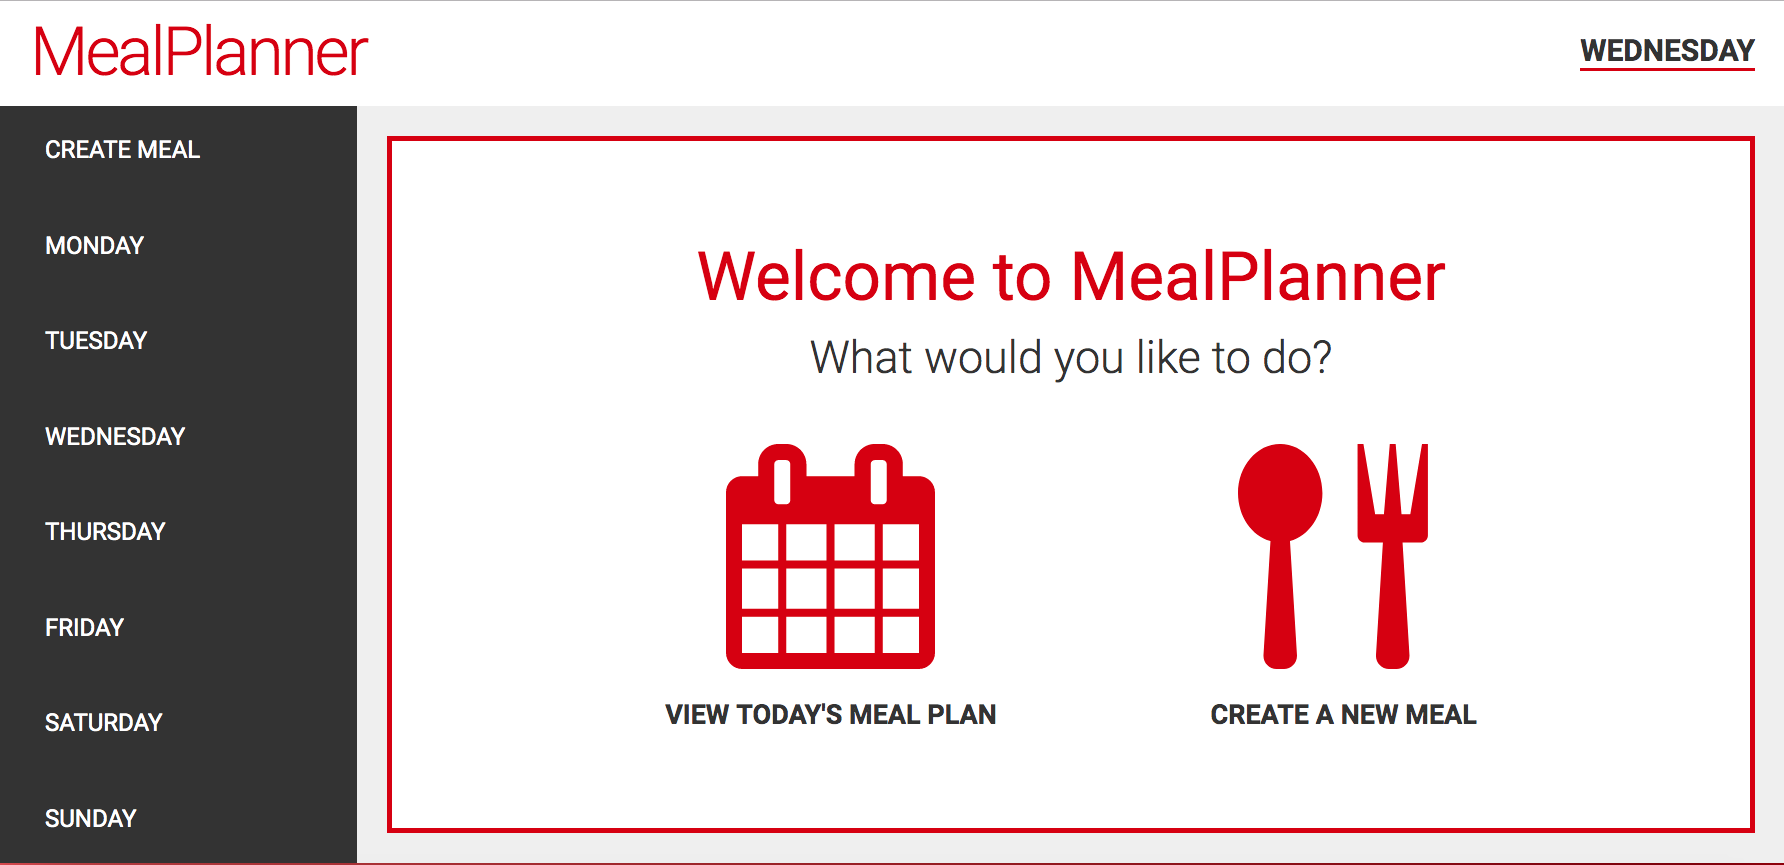 MealPlanner
WEDNESDAY
CREATE MEAL
MONDAY
TUESDAY
WEDNESDAY
THURSDAY
FRIDAY
SATURDAY
SUNDAY
Welcome to MealPlanner
What would you like to do?
VIEW TODAY'S MEAL PLAN
CREATE A NEW MEAL